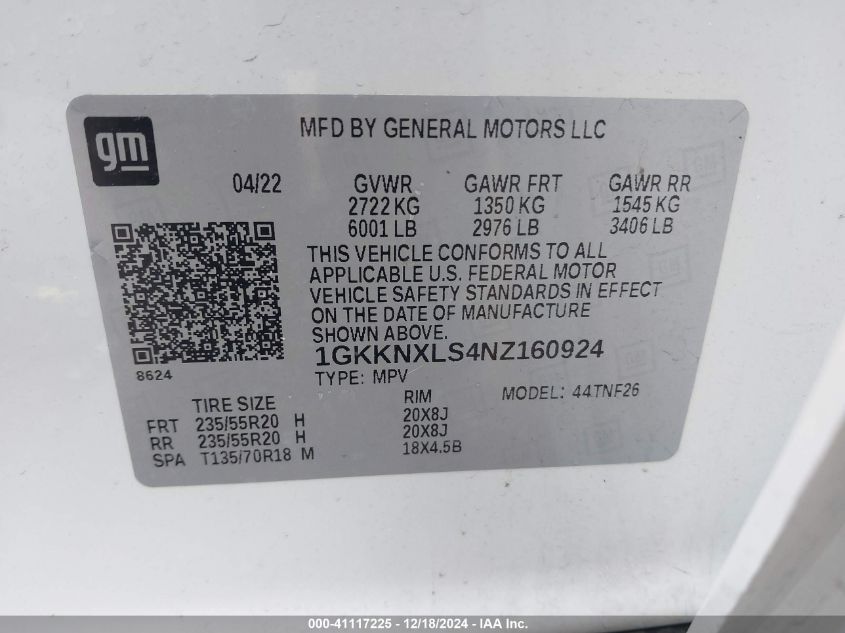 gm
MFD BY GENERAL MOTORS LLC
04/22 GVWR GAWR FRT GAWR RR
2722 KG 1350 KG 1545 KG
6001 LB 2976 LB 3406 LB
THIS VEHICLE CONFORMS TO ALL
APPLICABLE U.S. FEDERAL MOTOR
VEHICLE SAFETY STANDARDS IN EFFECT
ON THE DATE OF MANUFACTURE
SHOWN ABOVE.
1GKKNXLS4NZ160924
8624
TYPE: MPV
MODEL: 44TNF26
TIRE SIZE RIM
FRT 235/55R20 H 20X8J
RR 235/55R20 H 20X8J
SPA T135/70R18 M 18X4.5B
000-41117225 - 12/18/2024 - IAA Inc.